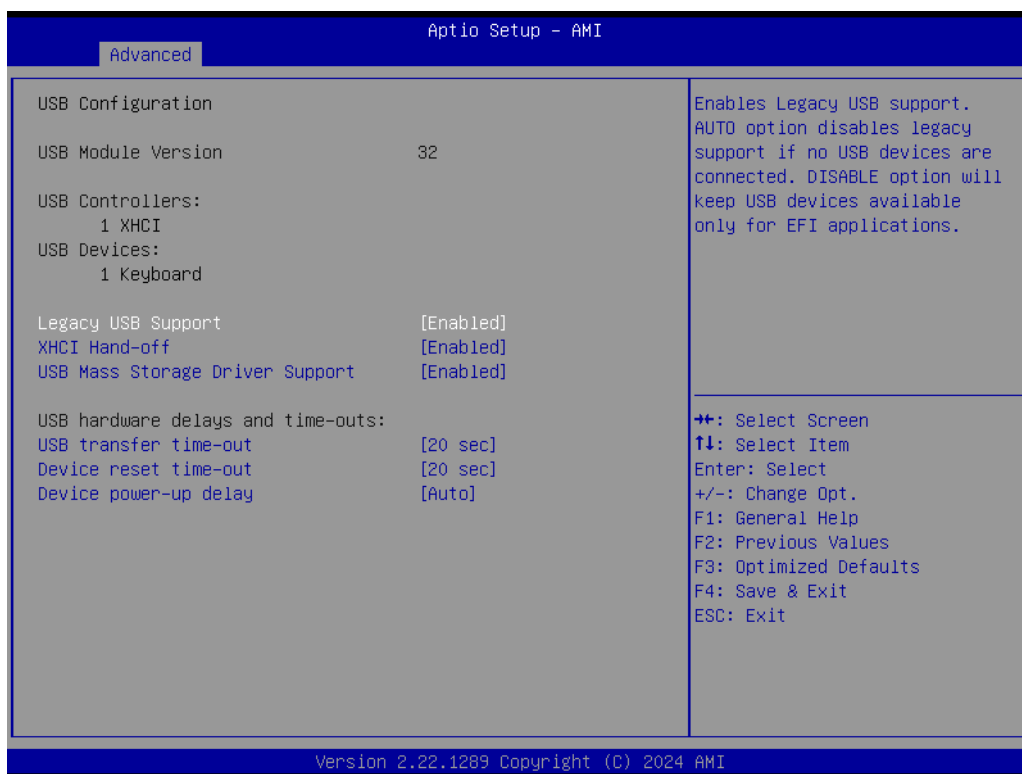 Aptio Setup - AMI
Advanced
USB Configuration
USB Module Version 32
USB Controllers:
1 XHCI
USB Devices:
1 Keyboard
Legacy USB Support [Enabled]
XHCI Hand-off [Enabled]
USB Mass Storage Driver Support [Enabled]
USB hardware delays and time-outs:
USB transfer time-out [20 sec]
Device reset time-out [20 sec]
Device power-up delay [Auto]
Enables Legacy USB support.
AUTO option disables legacy
support if no USB devices are
connected. DISABLE option will
keep USB devices available
only for EFI applications.
→←: Select Screen
↑↓: Select Item
Enter: Select
+/-: Change Opt.
F1: General Help
F2: Previous Values
F3: Optimized Defaults
F4: Save & Exit
ESC: Exit
Version 2.22.1289 Copyright (C) 2024 AMI